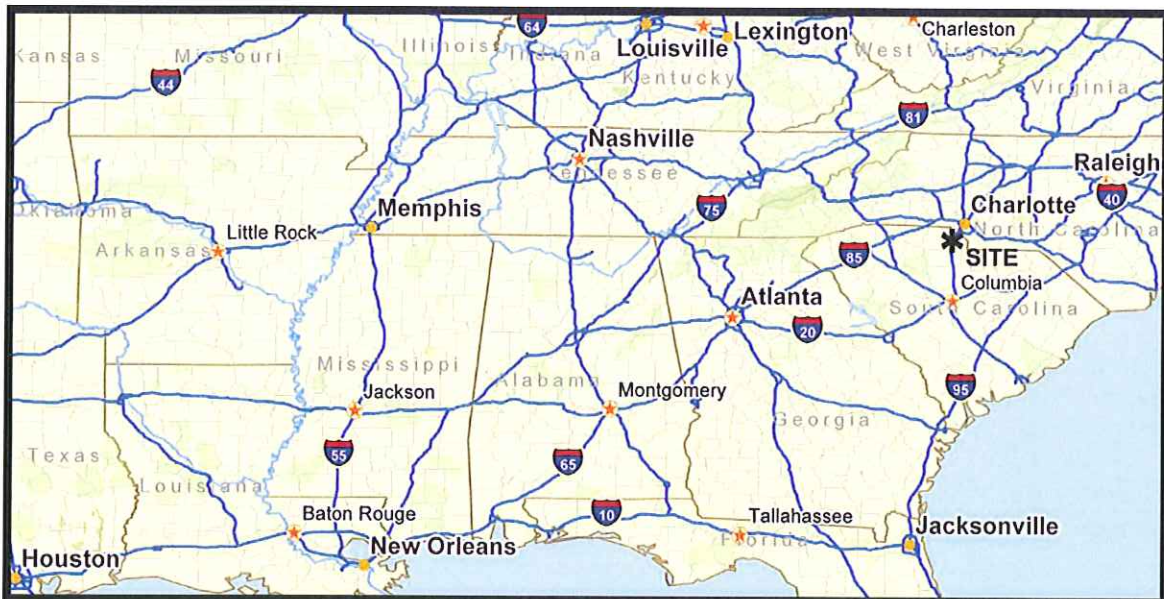 64
Charleston
Louisville
Lexington
Kansas
Missouri
Illinois
Indiana
West Virginia
Kentucky
44
Virginia
81
Nashville
Tennessee
Raleigh
75
40
Oklahoma
Memphis
Charlotte
North Carolina
Little Rock
Arkansas
85
SITE
Columbia
Atlanta
South Carolina
20
Mississippi
Alabama
Jackson
Montgomery
95
Georgia
55
65
Texas
Louisiana
10
Baton Rouge
Tallahassee
New Orleans
Florida
Jacksonville
Houston